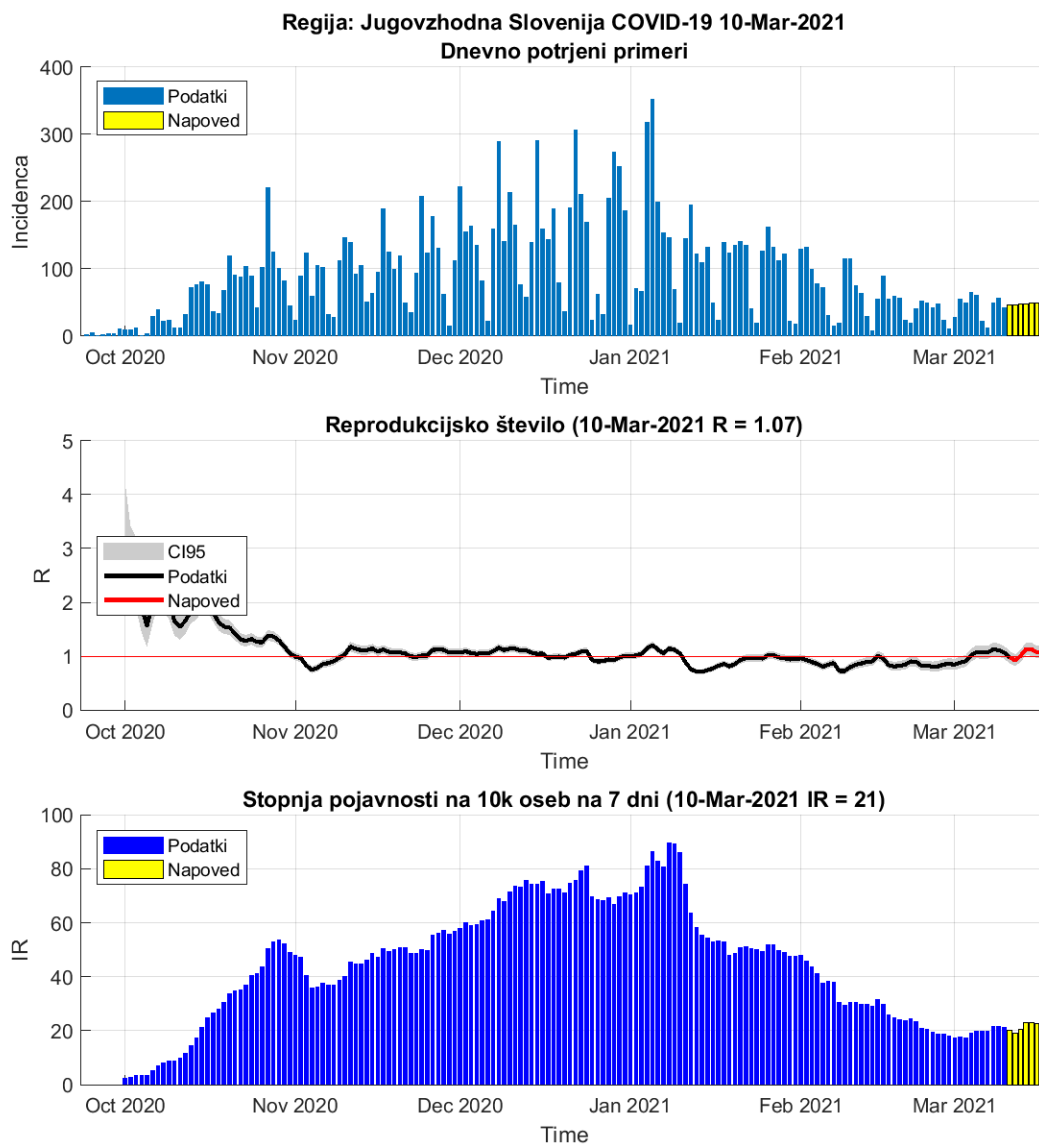 Regija: Jugovzhodna Slovenija COVID-19 10-Mar-2021
Dnevno potrjeni primeri
400
300
200
100
0
Incidenca
Podatki
Napoved
Oct 2020 Nov 2020 Dec 2020 Jan 2021 Feb 2021 Mar 2021
Time
Reprodukcijsko število (10-Mar-2021 R = 1.07)
5
4
3
2
1
0
R
CI95
Podatki
Napoved
Oct 2020 Nov 2020 Dec 2020 Jan 2021 Feb 2021 Mar 2021
Time
Stopnja pojavnosti na 10k oseb na 7 dni (10-Mar-2021 IR = 21)
100
80
60
40
20
0
IR
Podatki
Napoved
Oct 2020 Nov 2020 Dec 2020 Jan 2021 Feb 2021 Mar 2021
Time